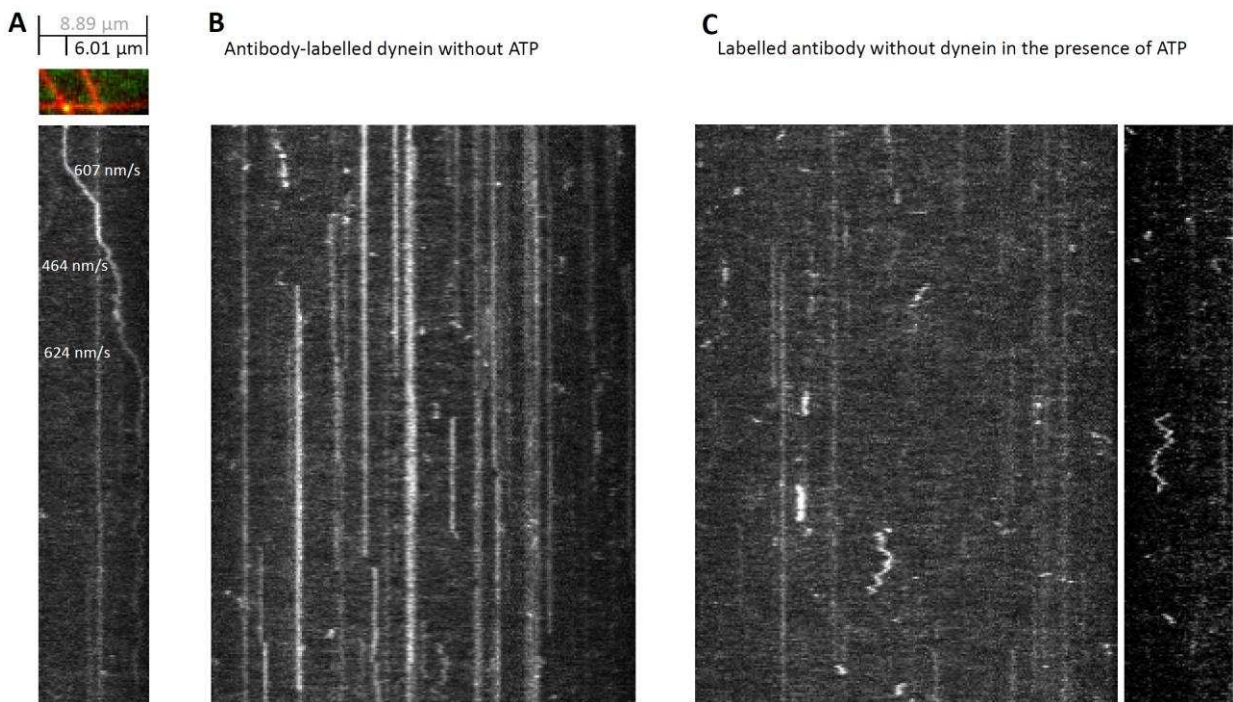 A
8.89 µm
6.01 µm
607 nm/s
464 nm/s
624 nm/s
B
Antibody-labelled dynein without ATP
C
Labelled antibody without dynein in the presence of ATP